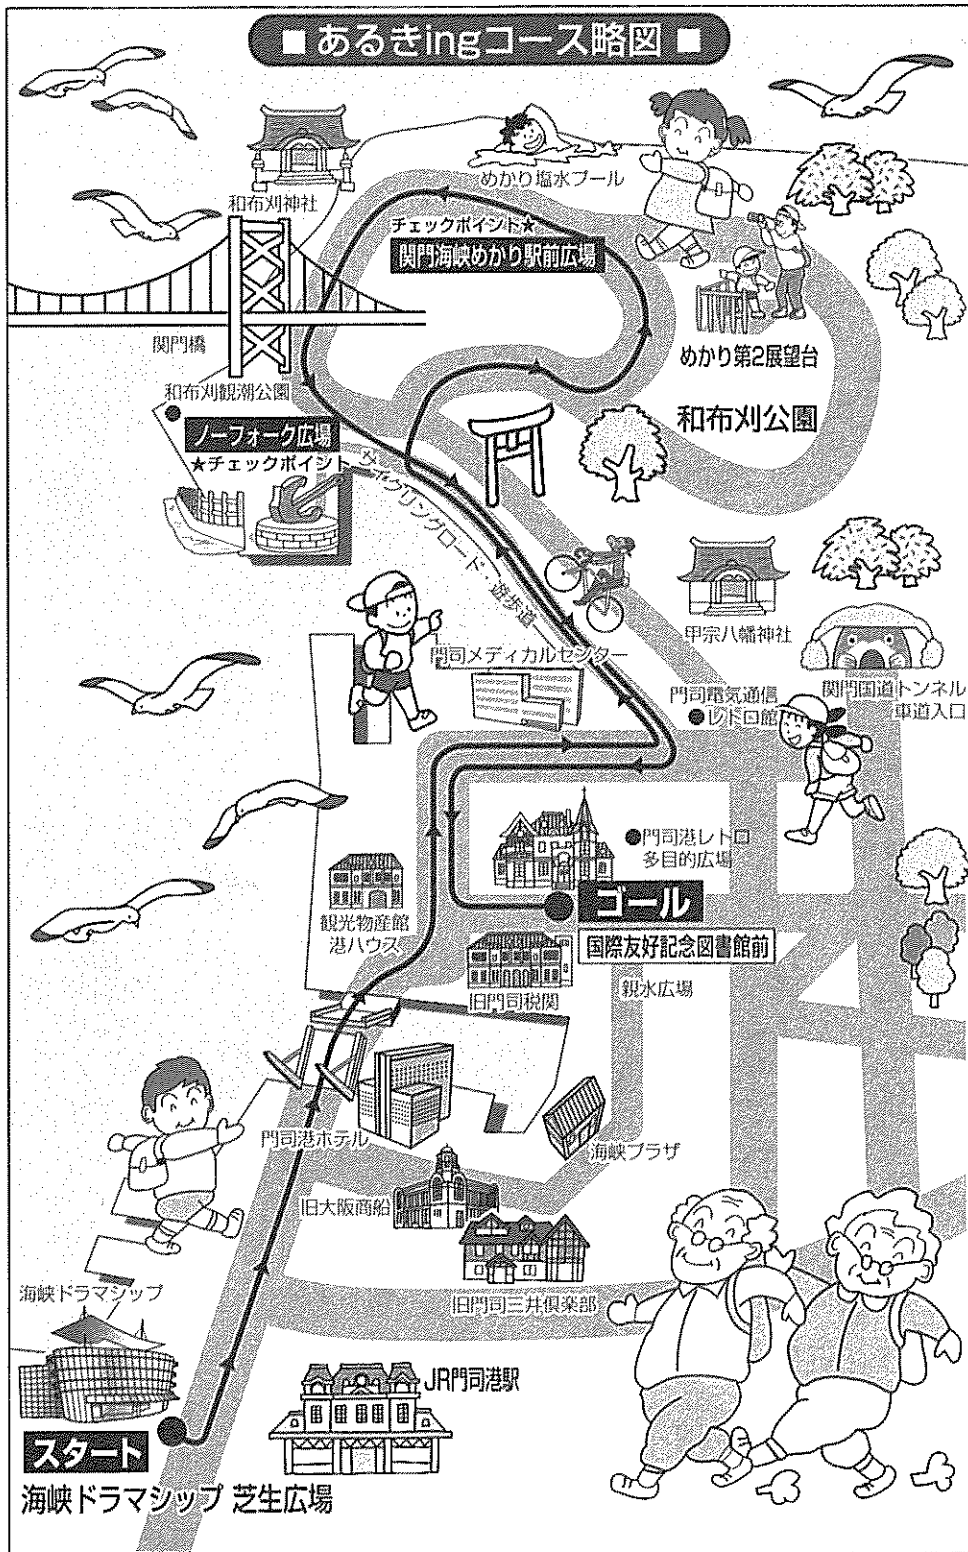 ■ あるきingコース略図 ■
和布刈神社
めかり塩水プール
チェックポイント★
関門海峡めかり駅前広場
関門橋
めかり第2展望台
和布刈観潮公園
和布刈公園
ノーフォーク広場
★チェックポイント
サイクリングロード・遊歩道
甲宗八幡神社
門司メディカルセンター
門司電気通信
●レトロ館
関門国道トンネル
車道入口
●門司港レトロ
多目的広場
ゴール
国際友好記念図書館前
観光物産館
港ハウス
旧門司税関
親水広場
門司港ホテル
海峡プラザ
旧大阪商船
旧門司三井倶楽部
海峡ドラマシップ
JR門司港駅
スタート
海峡ドラマシップ 芝生広場